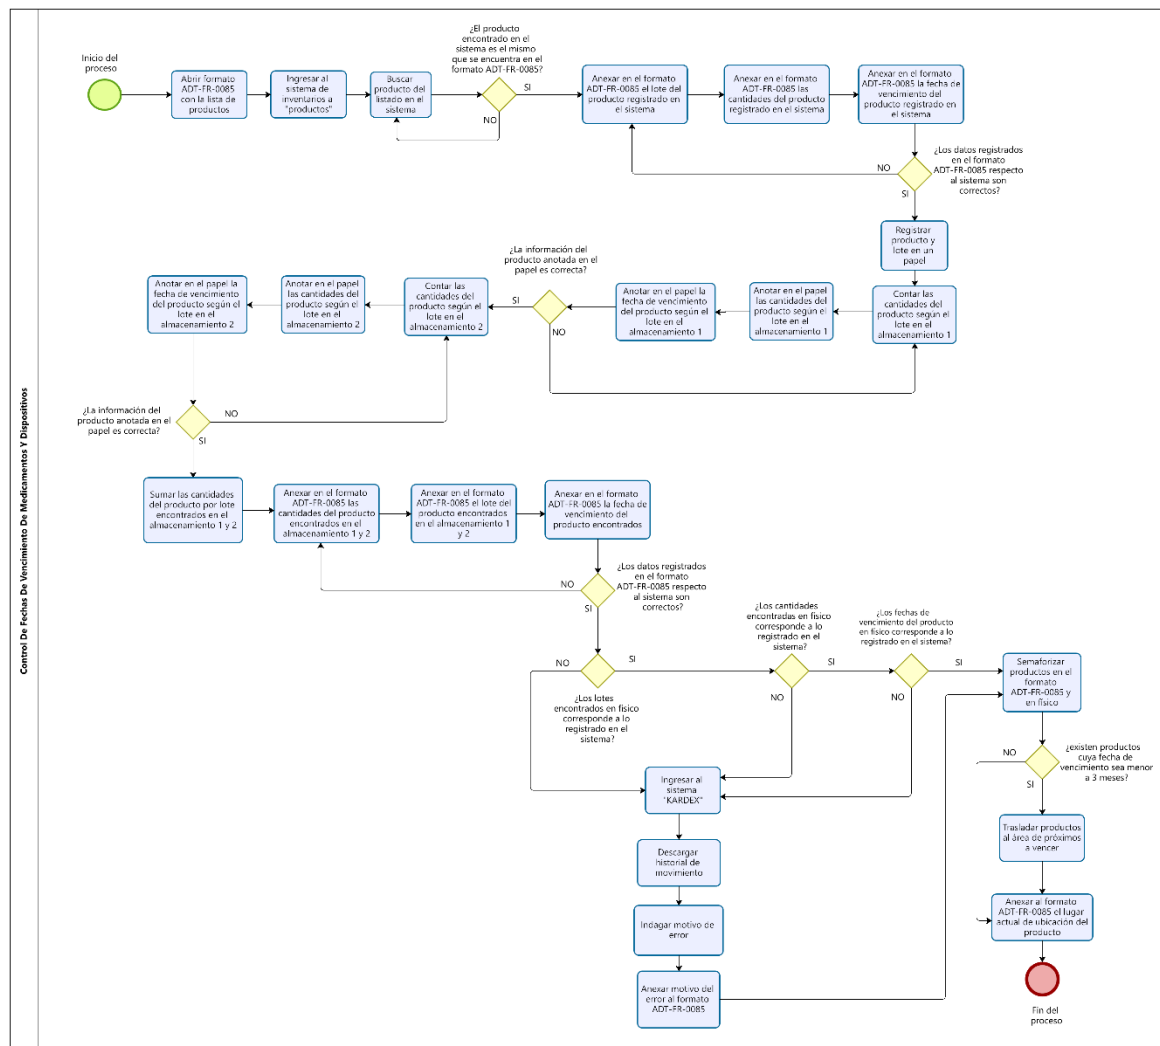 Control De Fechas De Vencimiento De Medicamentos Y Dispositivos
Inicio del
proceso
Abrir formato
ADT-FR-0085
con la lista de
productos
Ingresar al
sistema de
inventarios a
"productos"
Buscar
producto del
listado en el
sistema
¿El producto
encontrado en el
sistema es el mismo
que se encuentra en el
formato ADT-FR-0085?
SI
NO
Anexar en el formato
ADT-FR-0085 el lote del
producto registrado en
el sistema
Anexar en el formato
ADT-FR-0085 las
cantidades del producto
registrado en el sistema
Anexar en el formato
ADT-FR-0085 la fecha de
vencimiento del
producto registrado en
el sistema
¿Los datos registrados
en el formato
ADT-FR-0085 respecto
al sistema son
correctos?
NO
SI
Registrar
producto y
lote en un
papel
Contar las
cantidades del
producto según el
lote en el
almacenamiento 1
Anotar en el papel
las cantidades del
producto según el
lote en el
almacenamiento 1
Anotar en el papel la
fecha de vencimiento
del producto según el
lote en el
almacenamiento 1
¿La información del
producto anotada en el
papel es correcta?
SI
NO
Contar las
cantidades del
producto según el
lote en el
almacenamiento 2
Anotar en el papel
las cantidades del
producto según el
lote en el
almacenamiento 2
Anotar en el papel la
fecha de vencimiento
del producto según el
lote en el
almacenamiento 2
¿La información del
producto anotada en el
papel es correcta?
NO
SI
Sumar las cantidades
del producto por lote
encontrados en el
almacenamiento 1 y 2
Anexar en el formato
ADT-FR-0085 las
cantidades del producto
encontrados en el
almacenamiento 1 y 2
Anexar en el formato
ADT-FR-0085 el lote del
producto encontrados
en el almacenamiento 1
y 2
Anexar en el formato
ADT-FR-0085 la fecha de
vencimiento del
producto encontrados
¿Los datos registrados
en el formato
ADT-FR-0085 respecto
al sistema son
correctos?
NO
SI
NO
SI
¿Los lotes
encontrados en físico
corresponde a lo
registrado en el
sistema?
¿Los cantidades
encontradas en físico
corresponde a lo
registrado en el
sistema?
SI
NO
¿Los fechas de
vencimiento del producto
en físico corresponde a lo
registrado en el sistema?
SI
NO
Semaforizar
productos en el
formato
ADT-FR-0085 y
en físico
¿existen productos
cuya fecha de
vencimiento sea menor
a 3 meses?
NO
SI
Ingresar al
sistema
"KARDEX"
Descargar
historial de
movimiento
Indagar motivo de
error
Anexar motivo del
error al formato
ADT-FR-0085
Trasladar productos
al área de próximos
a vencer
Anexar al formato
ADT-FR-0085 el lugar
actual de ubicación del
producto
Fin del
proceso